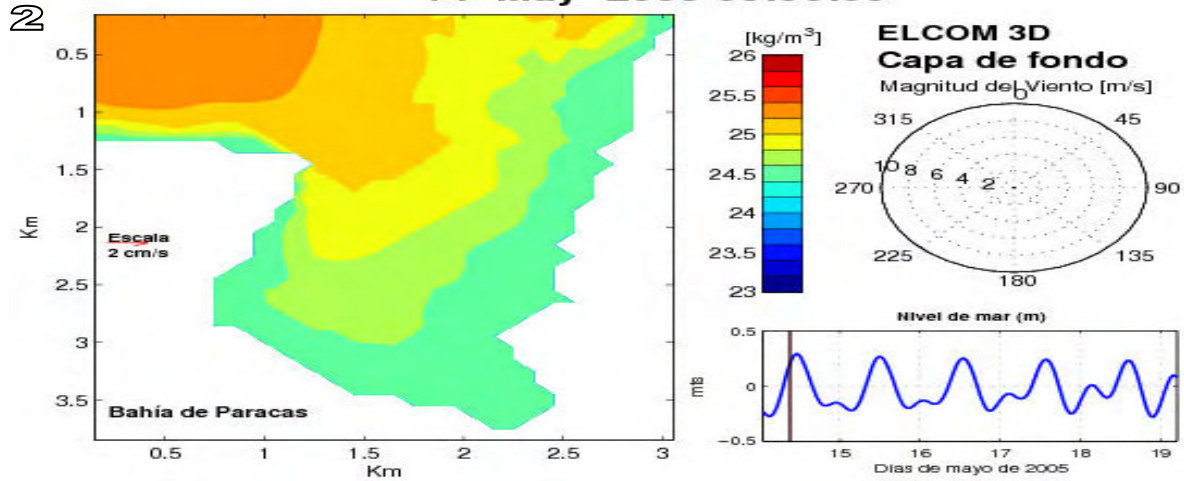 2
0.5
1
1.5
2
2.5
3
3.5
Km
Escala
2 cm/s
Bahía de Paracas
0.5
1
1.5
2
2.5
3
Km
[kg/m³]
26
25.5
25
24.5
24
23.5
23
ELCOM 3D
Capa de fondo
Magnitud del Viento [m/s]
0
315
45
10 8 6 4 2
270
90
225
135
180
Nivel de mar (m)
0.5
0
−0.5
mts
15 16 17 18 19
Días de mayo de 2005